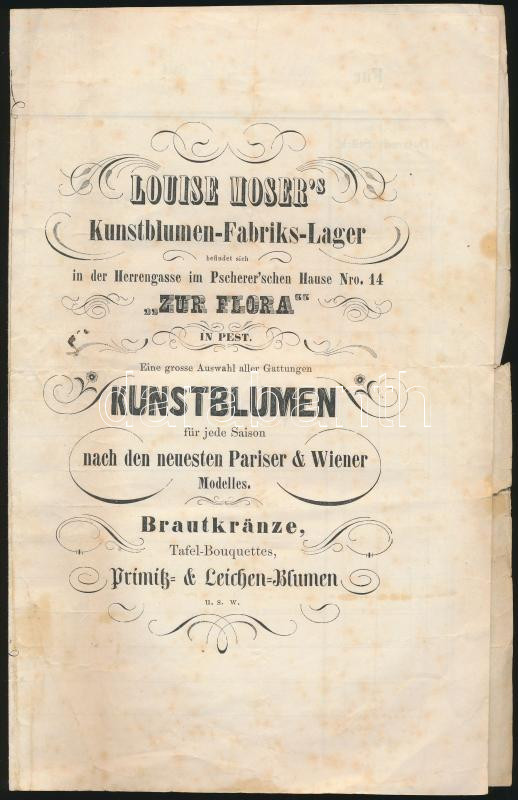 LOUISE MOSER'S
Kunstblumen-Fabriks-Lager
befindet sich
in der Herrengasse im Pscherer'schen Hause Nro. 14
„ZUR FLORA“
IN PEST.
Eine grosse Auswahl aller Gattungen
KUNSTBLUMEN
für jede Saison
nach den neuesten Pariser & Wiener
Modelles.
Brautkränze,
Tafel-Bouquettes,
Primitz- & Leichen-Blumen
u. s. w.
darabanth